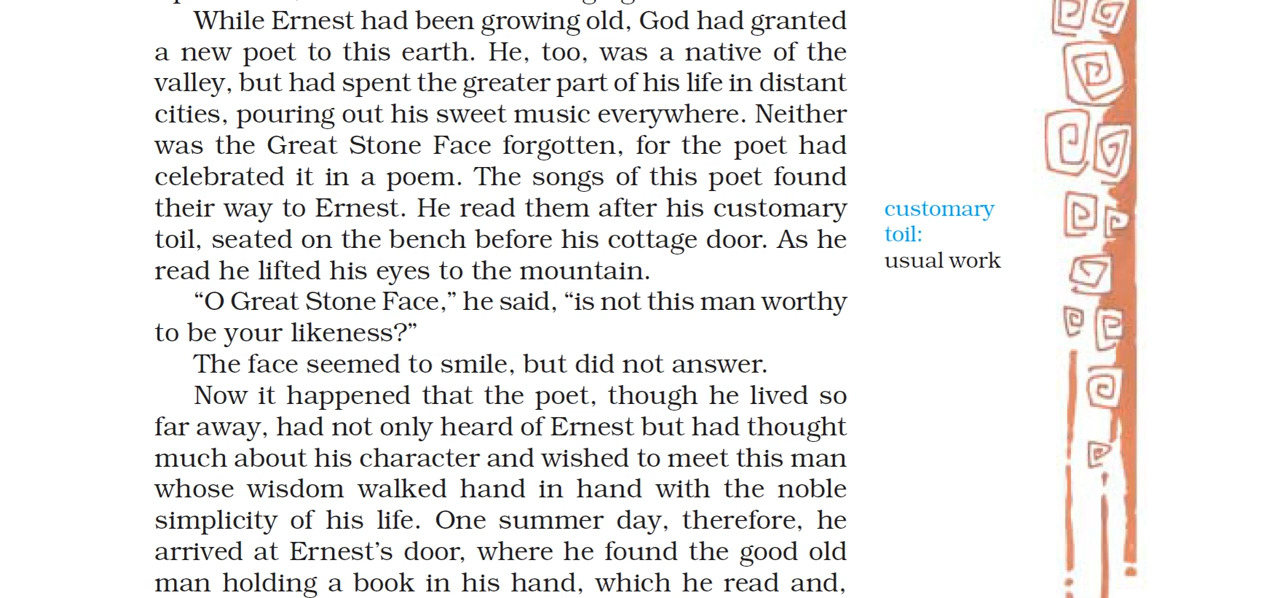 While Ernest had been growing old, God had granted
a new poet to this earth. He, too, was a native of the
valley, but had spent the greater part of his life in distant
cities, pouring out his sweet music everywhere. Neither
was the Great Stone Face forgotten, for the poet had
celebrated it in a poem. The songs of this poet found
their way to Ernest. He read them after his customary
toil, seated on the bench before his cottage door. As he
read he lifted his eyes to the mountain.
“O Great Stone Face,” he said, “is not this man worthy
to be your likeness?”
The face seemed to smile, but did not answer.
Now it happened that the poet, though he lived so
far away, had not only heard of Ernest but had thought
much about his character and wished to meet this man
whose wisdom walked hand in hand with the noble
simplicity of his life. One summer day, therefore, he
arrived at Ernest’s door, where he found the good old
man holding a book in his hand, which he read and,
customary
toil:
usual work